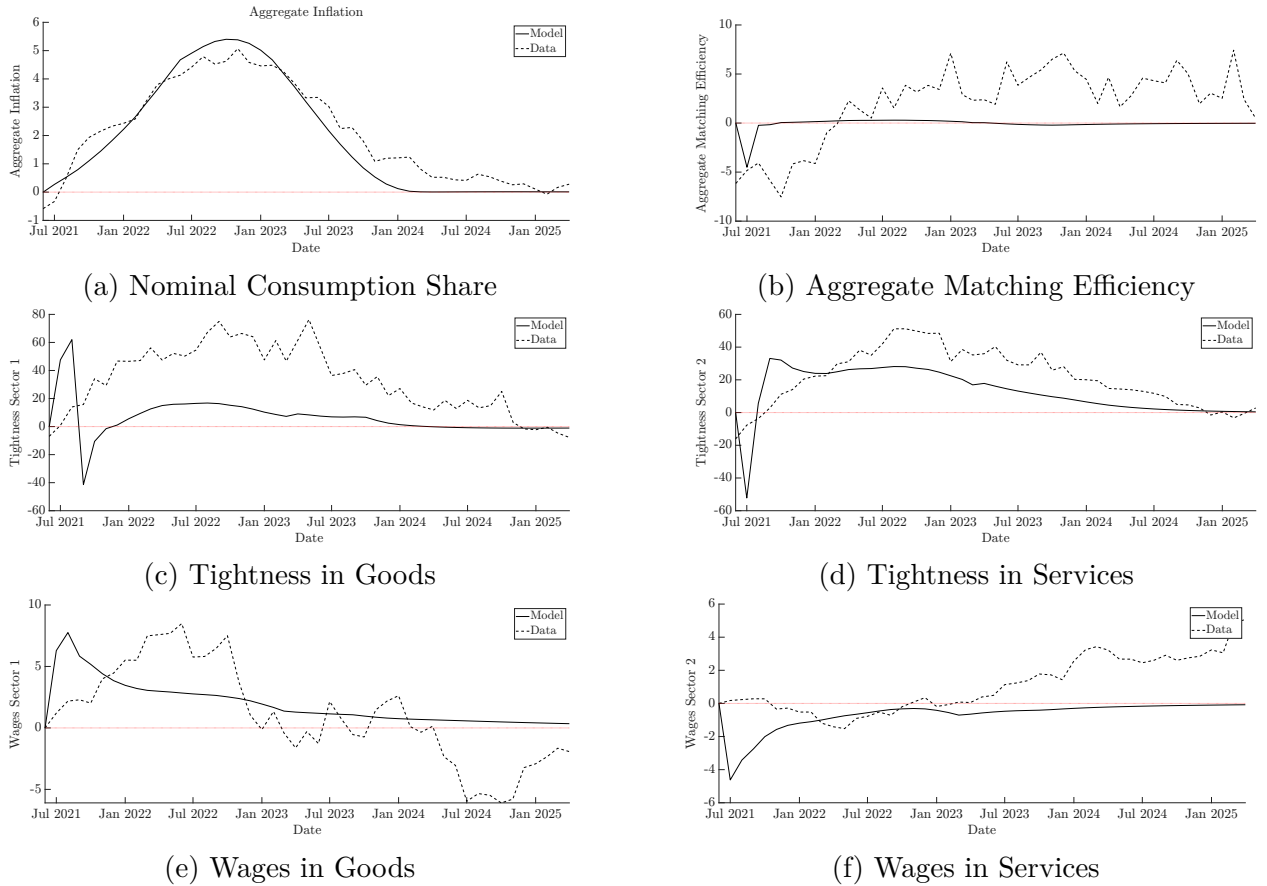 Aggregate Inflation
Aggregate Inflation
6
5
4
3
2
1
0
-1
Jul 2021 Jan 2022 Jul 2022 Jan 2023 Jul 2023 Jan 2024 Jul 2024 Jan 2025
Date
Model
Data
(a) Nominal Consumption Share
Aggregate Matching Efficiency
10
5
0
-5
-10
Jul 2021 Jan 2022 Jul 2022 Jan 2023 Jul 2023 Jan 2024 Jul 2024 Jan 2025
Date
Model
Data
(b) Aggregate Matching Efficiency
Tightness Sector 1
80
60
40
20
0
-20
-40
-60
Jul 2021 Jan 2022 Jul 2022 Jan 2023 Jul 2023 Jan 2024 Jul 2024 Jan 2025
Date
Model
Data
(c) Tightness in Goods
Tightness Sector 2
60
40
20
0
-20
-40
-60
Jul 2021 Jan 2022 Jul 2022 Jan 2023 Jul 2023 Jan 2024 Jul 2024 Jan 2025
Date
Model
Data
(d) Tightness in Services
Wages Sector 1
10
5
0
-5
Jul 2021 Jan 2022 Jul 2022 Jan 2023 Jul 2023 Jan 2024 Jul 2024 Jan 2025
Date
Model
Data
(e) Wages in Goods
Wages Sector 2
6
4
2
0
-2
-4
-6
Jul 2021 Jan 2022 Jul 2022 Jan 2023 Jul 2023 Jan 2024 Jul 2024 Jan 2025
Date
Model
Data
(f) Wages in Services